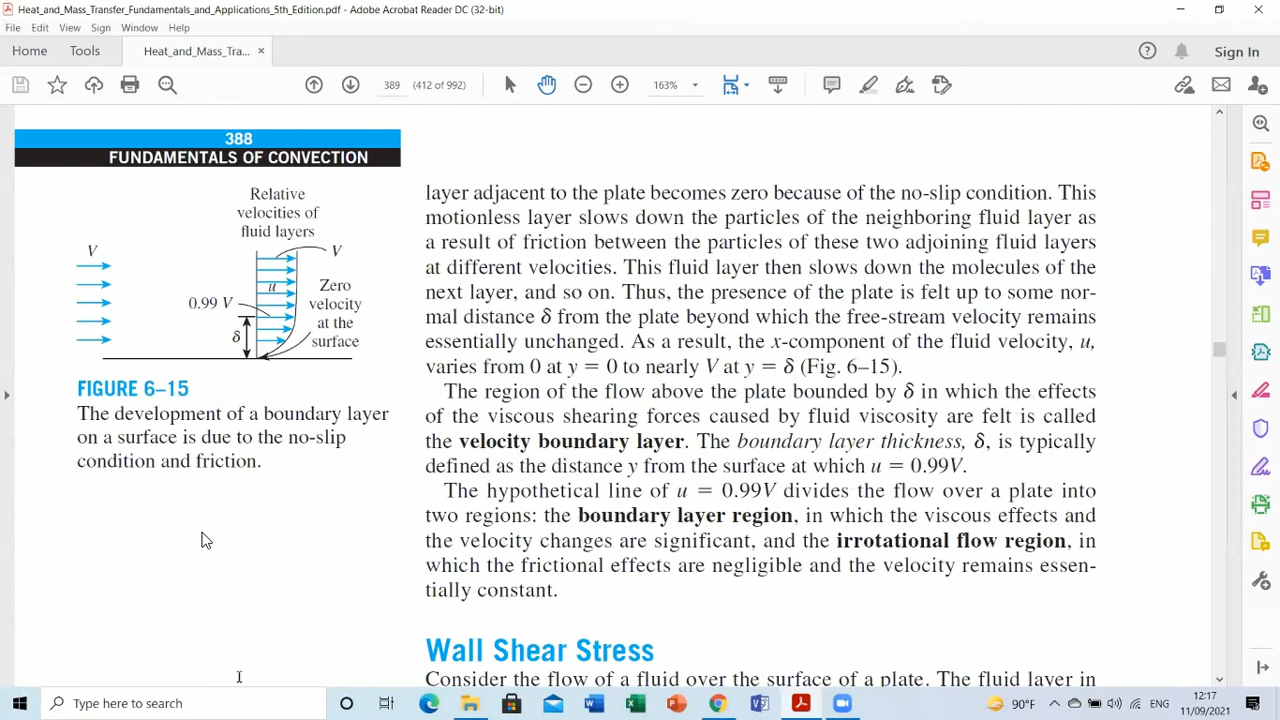 Heat_and_Mass_Transfer_Fundamentals_and_Applications_5th_Edition.pdf - Adobe Acrobat Reader DC (32-bit)
File Edit View Sign Window Help
Home Tools Heat_and_Mass_Tra... × Sign In
389 (412 of 992) 163%
388
FUNDAMENTALS OF CONVECTION
Relative
velocities of
fluid layers
V
V
u
Zero
velocity
at the
surface
0.99 V
δ
FIGURE 6–15
The development of a boundary layer
on a surface is due to the no-slip
condition and friction.
layer adjacent to the plate becomes zero because of the no-slip condition. This
motionless layer slows down the particles of the neighboring fluid layer as
a result of friction between the particles of these two adjoining fluid layers
at different velocities. This fluid layer then slows down the molecules of the
next layer, and so on. Thus, the presence of the plate is felt up to some nor-
mal distance δ from the plate beyond which the free-stream velocity remains
essentially unchanged. As a result, the x-component of the fluid velocity, u,
varies from 0 at y = 0 to nearly V at y = δ (Fig. 6–15).
The region of the flow above the plate bounded by δ in which the effects
of the viscous shearing forces caused by fluid viscosity are felt is called
the velocity boundary layer. The boundary layer thickness, δ, is typically
defined as the distance y from the surface at which u = 0.99V.
The hypothetical line of u = 0.99V divides the flow over a plate into
two regions: the boundary layer region, in which the viscous effects and
the velocity changes are significant, and the irrotational flow region, in
which the frictional effects are negligible and the velocity remains essen-
tially constant.
Wall Shear Stress
Consider the flow of a fluid over the surface of a plate. The fluid layer in
Type here to search
90°F ENG 12:17
11/09/2021